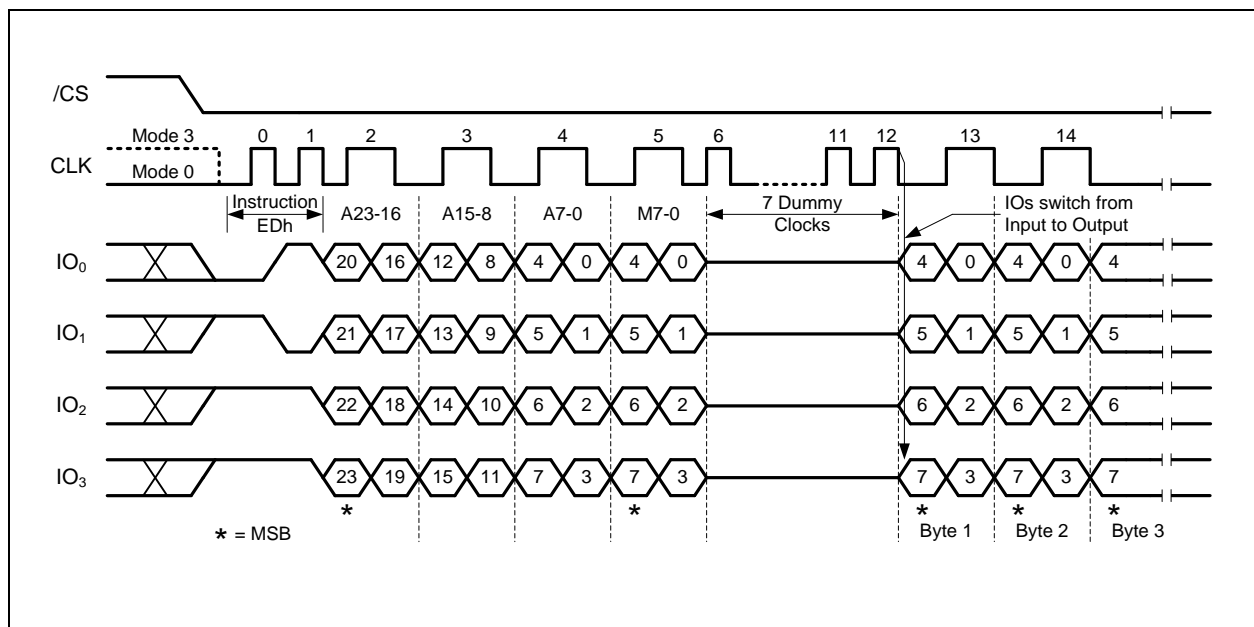 /CS
Mode 3 0 1 2 3 4 5 6 11 12 13 14
CLK
Mode 0
Instruction
EDh
A23-16 A15-8 A7-0 M7-0
7 Dummy
Clocks
IOs switch from
Input to Output
IO₀ 20 16 12 8 4 0 4 0 4 0 4 0 4
IO₁ 21 17 13 9 5 1 5 1 5 1 5 1 5
IO₂ 22 18 14 10 6 2 6 2 6 2 6 2 6
IO₃ 23 19 15 11 7 3 7 3 7 3 7 3 7
* * * * *
* = MSB
Byte 1 Byte 2 Byte 3